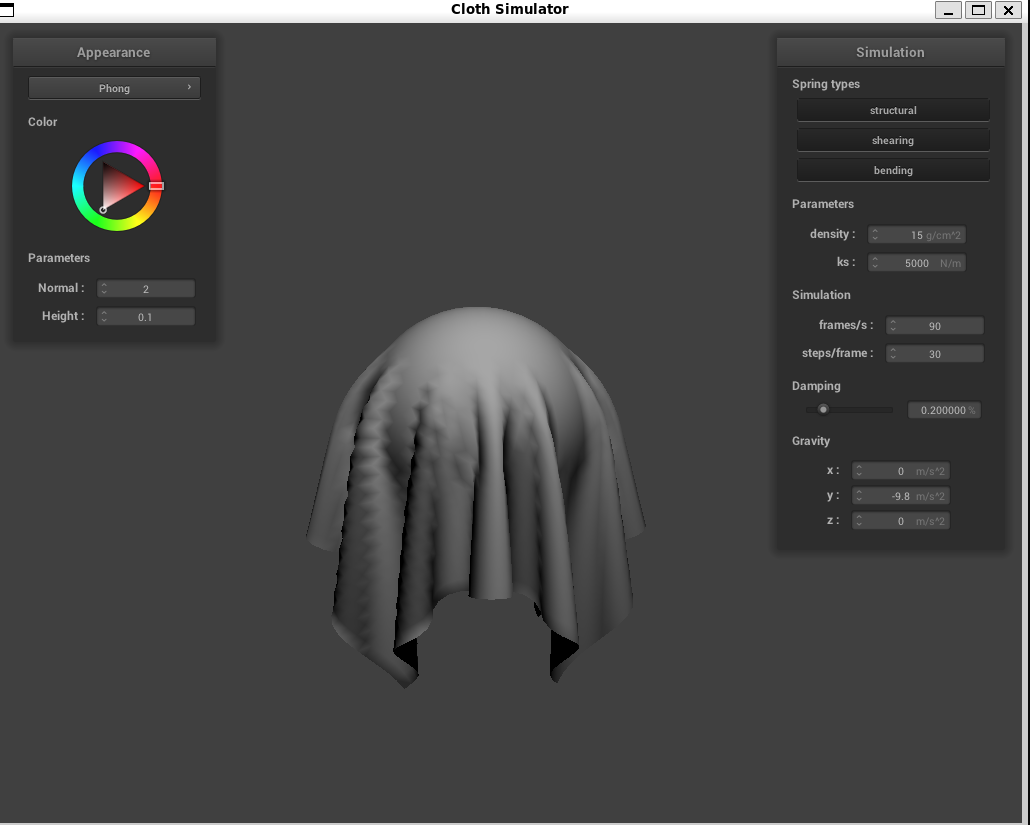 Cloth Simulator
Appearance
Phong
Color
Parameters
Normal : 2
Height : 0.1
Simulation
Spring types
structural
shearing
bending
Parameters
density : 15 g/cm^2
ks : 5000 N/m
Simulation
frames/s : 90
steps/frame : 30
Damping
0.200000 %
Gravity
x : 0 m/s^2
y : -9.8 m/s^2
z : 0 m/s^2